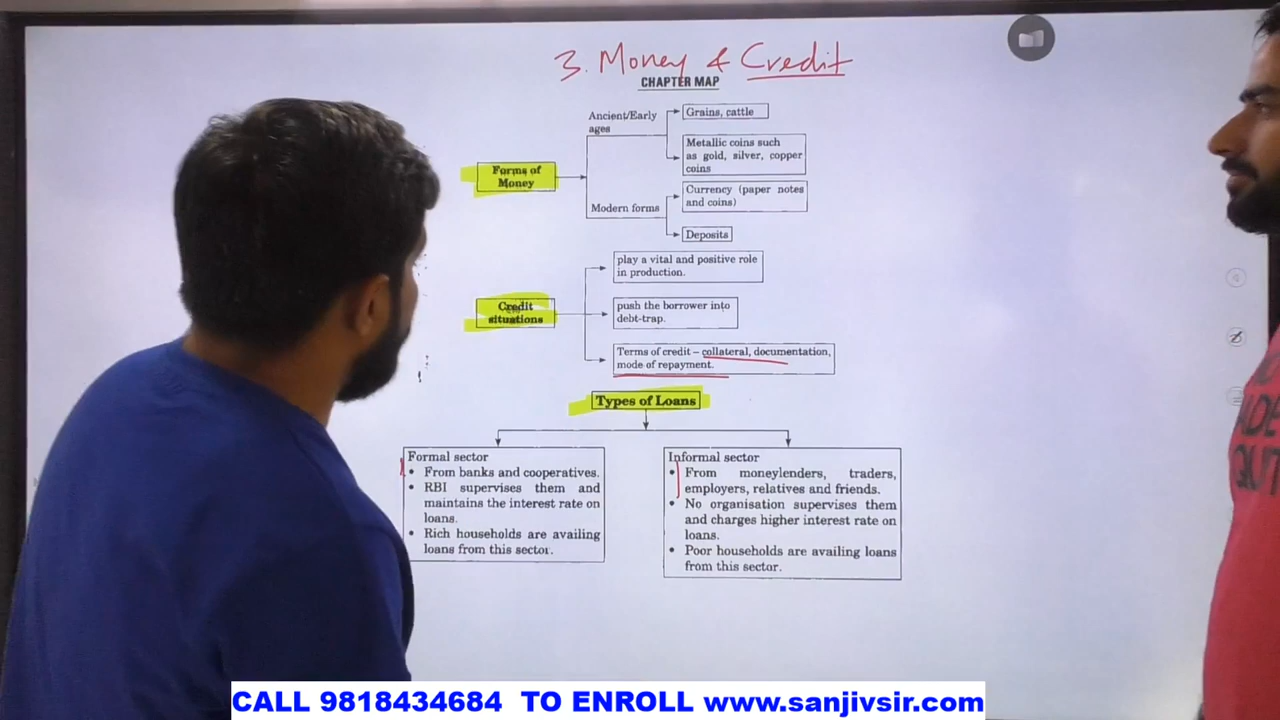 3. Money & Credit
CHAPTER MAP
Ancient/Early
ages
Grains, cattle
Metallic coins such
as gold, silver, copper
coins
Forms of
Money
Modern forms
Currency (paper notes
and coins)
Deposits
Credit
situations
play a vital and positive role
in production.
push the borrower into
debt-trap.
Terms of credit – collateral, documentation,
mode of repayment.
Types of Loans
Formal sector
• From banks and cooperatives.
• RBI supervises them and
maintains the interest rate on
loans.
• Rich households are availing
loans from this sector.
Informal sector
• From moneylenders, traders,
employers, relatives and friends.
• No organisation supervises them
and charges higher interest rate on
loans.
• Poor households are availing loans
from this sector.
CALL 9818434684 TO ENROLL www.sanjivsir.com